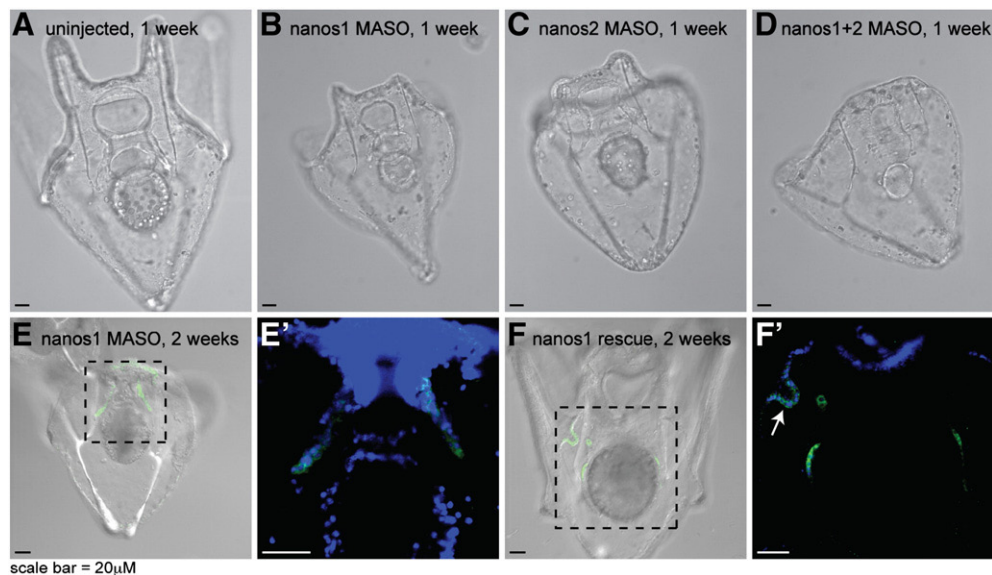 A uninjected, 1 week
B nanos1 MASO, 1 week
C nanos2 MASO, 1 week
D nanos1+2 MASO, 1 week
E nanos1 MASO, 2 weeks
E'
F nanos1 rescue, 2 weeks
F'
scale bar = 20μM